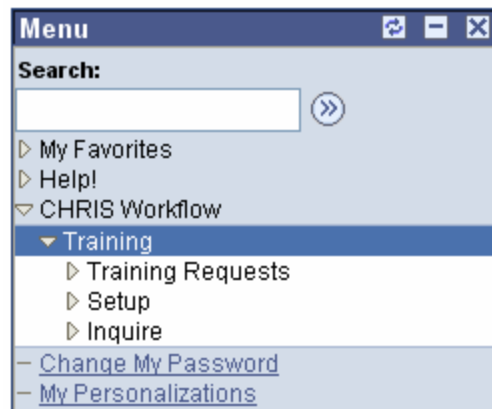 Menu
Search:
My Favorites
Help!
CHRIS Workflow
Training
Training Requests
Setup
Inquire
Change My Password
My Personalizations